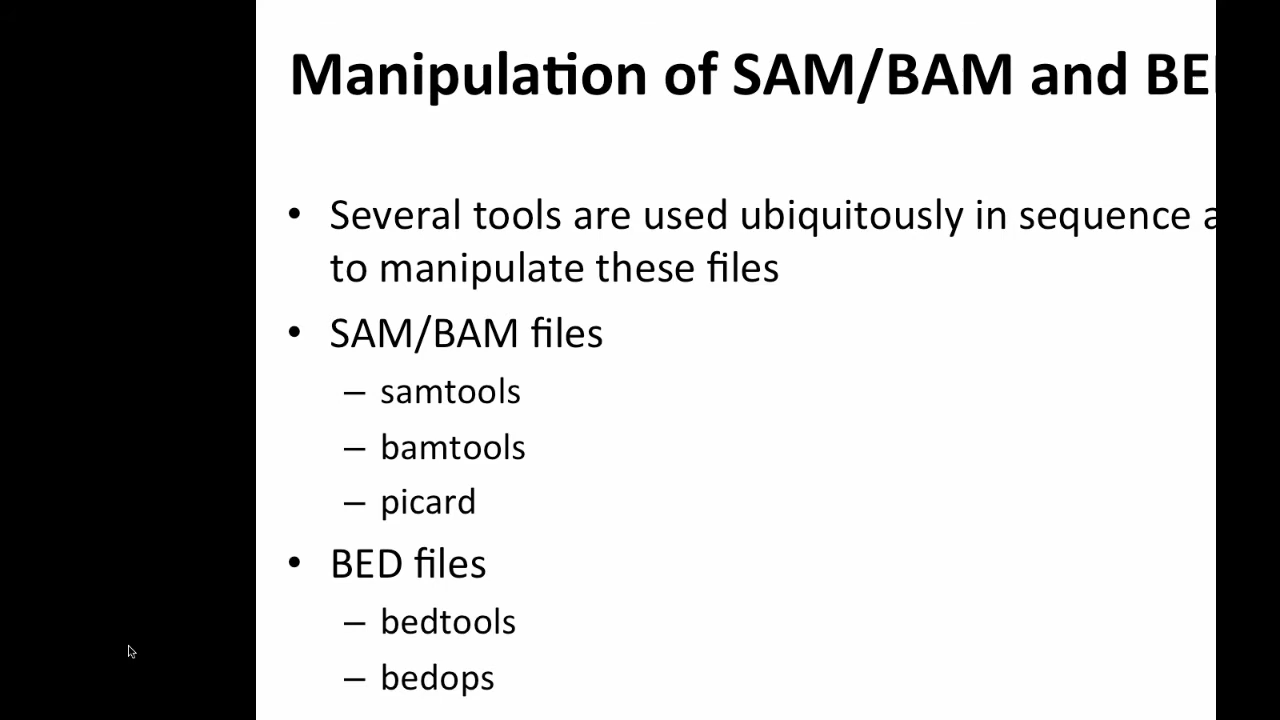 Manipulation of SAM/BAM and
• Several tools are used ubiquitously in sequence
to manipulate these files
• SAM/BAM files
– samtools
– bamtools
– picard
• BED files
– bedtools
– bedops